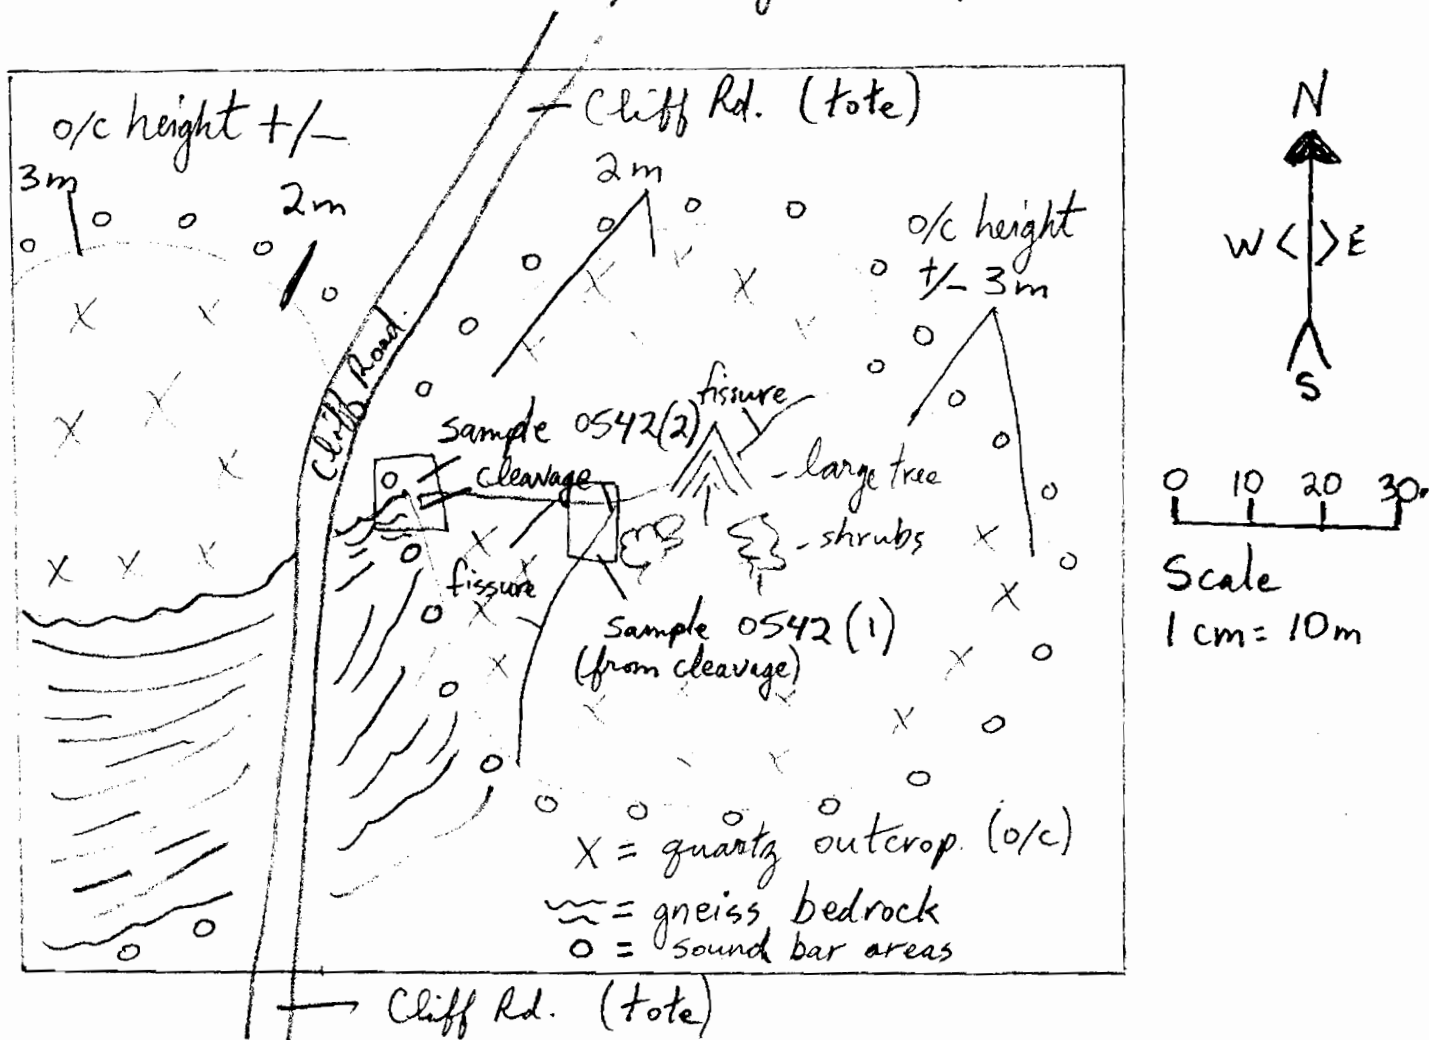 Cliff Rd. (tote)
o/c height +/-
3m
2m
2m
o/c height
+/- 3m
N
W E
S
Cliff Road.
fissure
Sample 0542(2)
cleavage
- large tree
- shrubs
fissure
Sample 0542(1)
(from cleavage)
0 10 20 30
Scale
1 cm = 10m
X = quartz outcrop. (o/c)
= gneiss bedrock
O = sound bar areas
Cliff Rd. (tote)